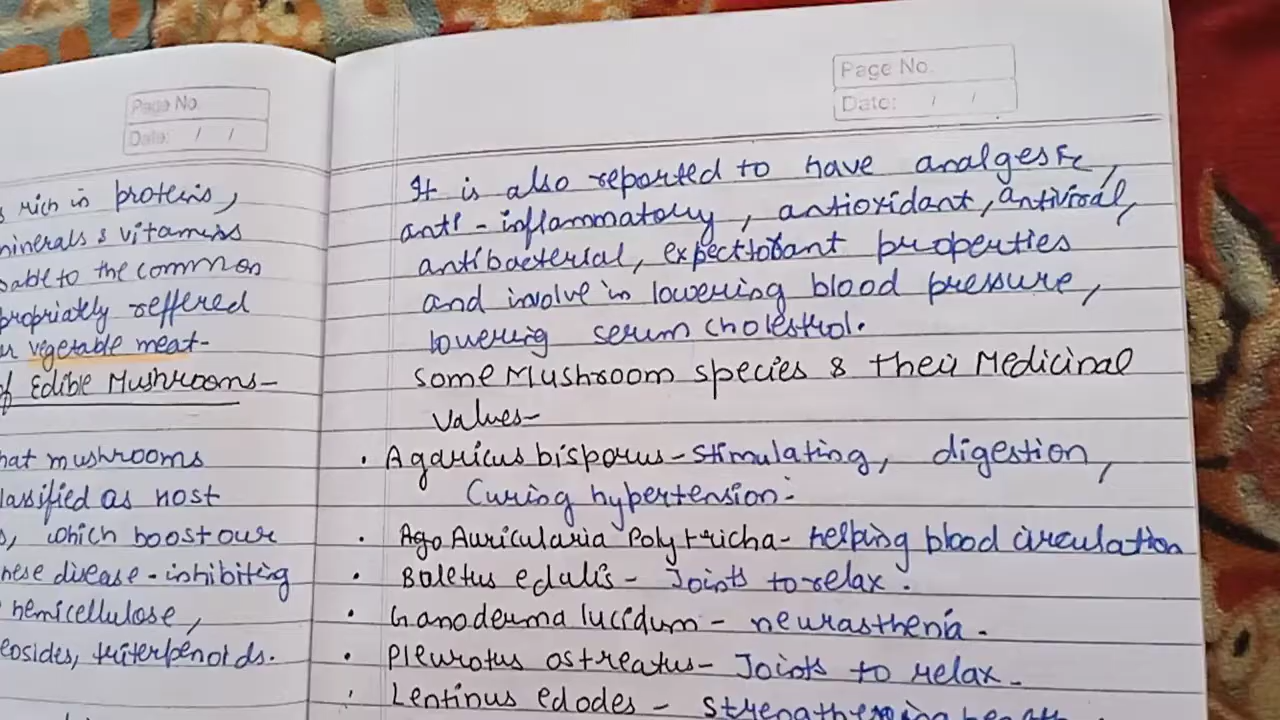 Page No.
Date: / /
s rich in proteins,
minerals & vitamins
able to the common
propriately reffered
vegetable meat-
of Edible Mushrooms-
hat mushrooms
lassified as host
s, which boost our
hese disease-inhibiting
hemicellulose,
eosides, triterpenoids.
Page No.
Date: / /
It is also reported to have analgesic,
anti-inflammatory, antioxidant, antiviral,
antibacterial, expectorant properties
and involve in lowering blood pressure,
lowering serum cholestrol.
Some Mushroom species & their Medicinal
Values-
• Agaricus bisporus - stimulating, digestion,
Curing hypertension:
• Ago Auricularia Polytricha - helping blood circulation
• Boletus edulis - Joints to relax.
• Ganoderma lucidum - neurasthenia.
• Pleurotus ostreatus - Joints to relax.
• Lentinus edodes - strengthening